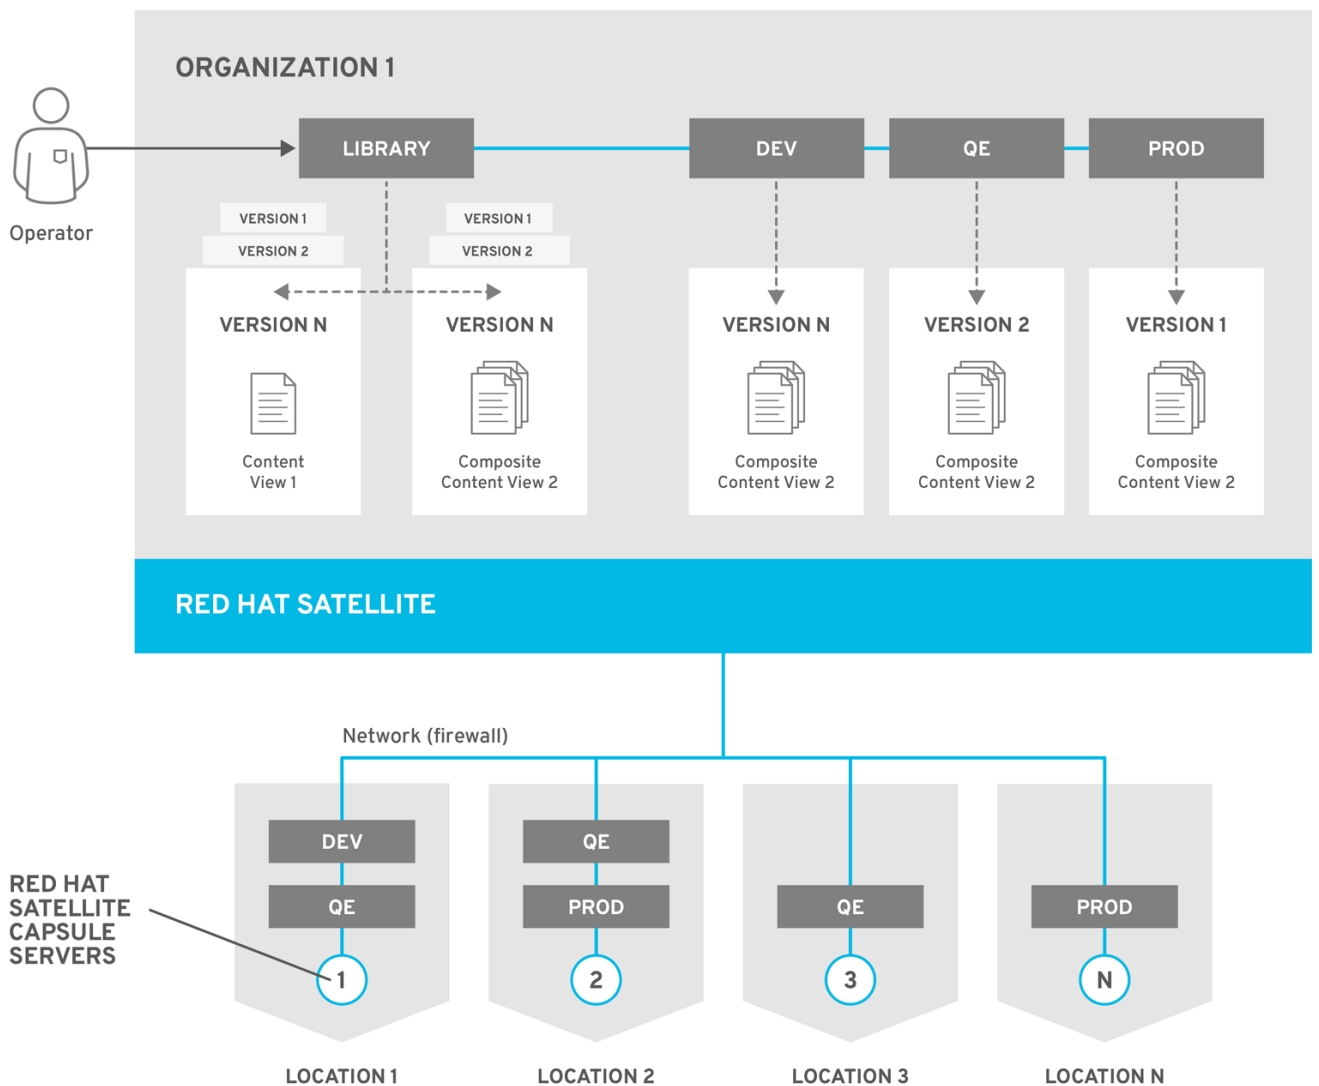 ORGANIZATION 1
LIBRARY
DEV
QE
PROD
Operator
VERSION 1
VERSION 2
VERSION 1
VERSION 2
VERSION N
VERSION N
VERSION N
VERSION 2
VERSION 1
Content
View 1
Composite
Content View 2
Composite
Content View 2
Composite
Content View 2
Composite
Content View 2
RED HAT SATELLITE
Network (firewall)
DEV
QE
QE
PROD
QE
PROD
RED HAT
SATELLITE
CAPSULE
SERVERS
1
2
3
N
LOCATION 1
LOCATION 2
LOCATION 3
LOCATION N